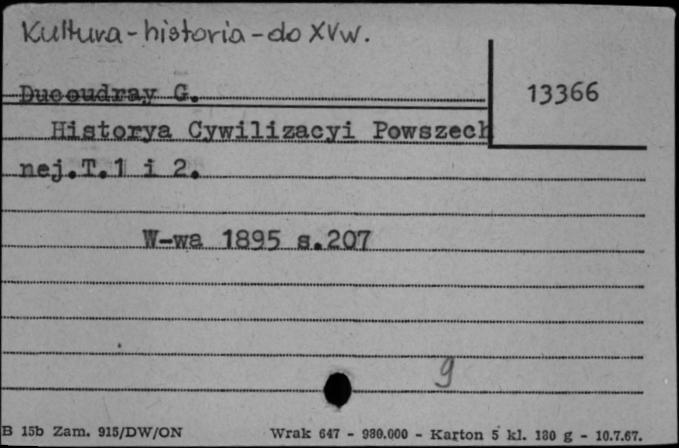 Kultura-historia-do XVw.
13366
Ducoudray G.
Historya Cywilizacyi Powszech
nej.T.1 i 2.
W-wa 1895 s.207
9
B 15b Zam. 915/DW/ON Wrak 647 - 980.000 - Karton 5 kl. 180 g - 10.7.67.